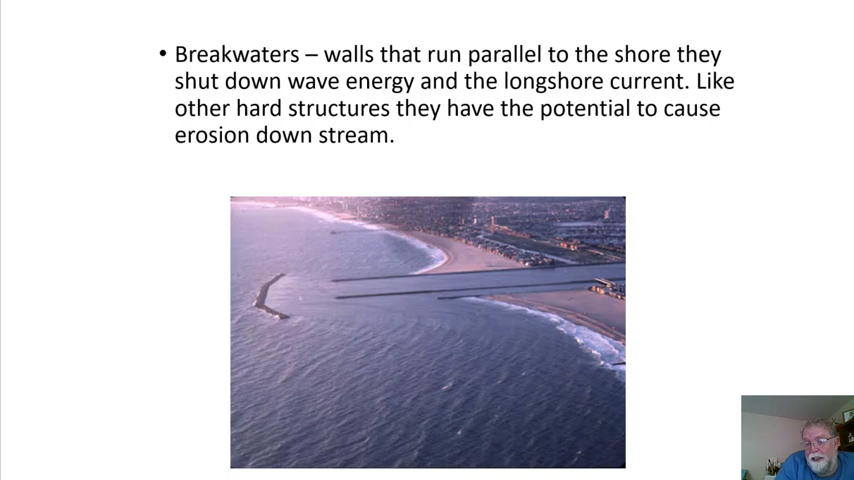 • Breakwaters – walls that run parallel to the shore they
shut down wave energy and the longshore current. Like
other hard structures they have the potential to cause
erosion down stream.